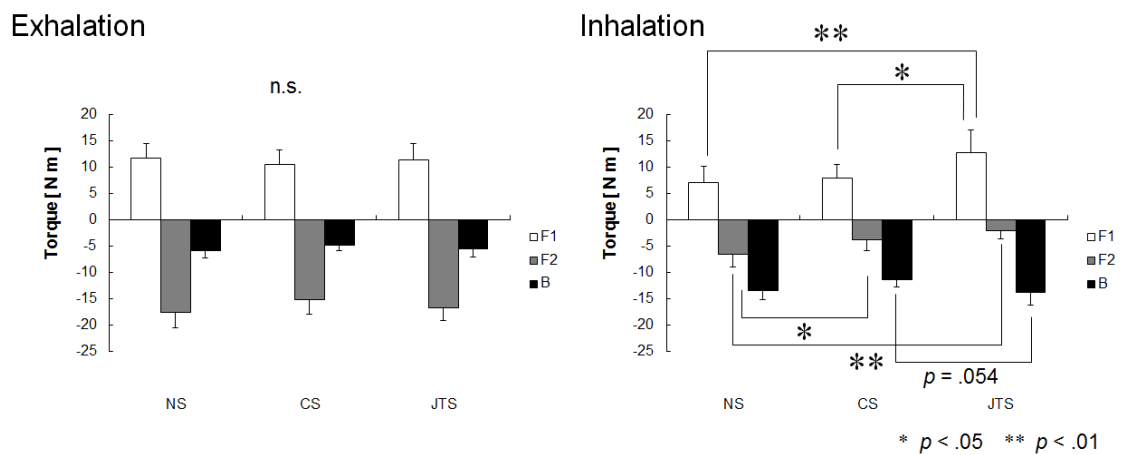 Exhalation
n.s.
Torque [ N m ]
20
15
10
5
0
-5
-10
-15
-20
-25
NS CS JTS
F1
F2
B
Inhalation
**
*
Torque [ N m ]
20
15
10
5
0
-5
-10
-15
-20
-25
*
**
p = .054
NS CS JTS
F1
F2
B
* p < .05 ** p < .01